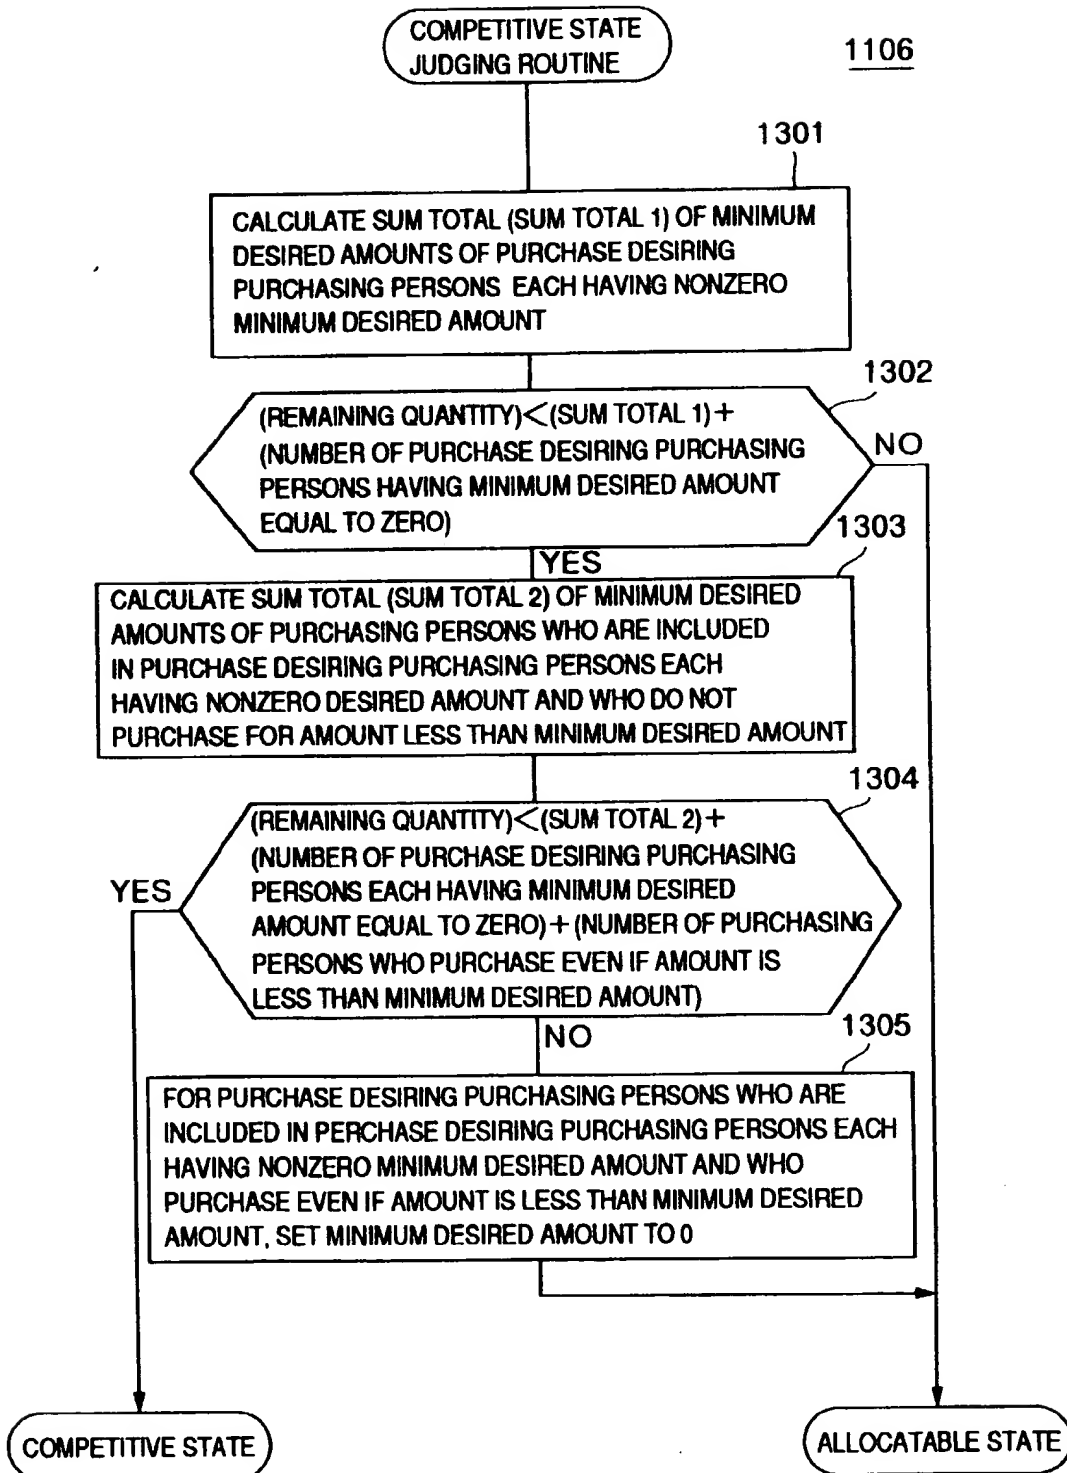 COMPETITIVE STATE
JUDGING ROUTINE
1106
1301
CALCULATE SUM TOTAL (SUM TOTAL 1) OF MINIMUM
DESIRED AMOUNTS OF PURCHASE DESIRING
PURCHASING PERSONS EACH HAVING NONZERO
MINIMUM DESIRED AMOUNT
1302
(REMAINING QUANTITY)<(SUM TOTAL 1)+
(NUMBER OF PURCHASE DESIRING PURCHASING
PERSONS HAVING MINIMUM DESIRED AMOUNT
EQUAL TO ZERO)
NO
YES
1303
CALCULATE SUM TOTAL (SUM TOTAL 2) OF MINIMUM DESIRED
AMOUNTS OF PURCHASING PERSONS WHO ARE INCLUDED
IN PURCHASE DESIRING PURCHASING PERSONS EACH
HAVING NONZERO DESIRED AMOUNT AND WHO DO NOT
PURCHASE FOR AMOUNT LESS THAN MINIMUM DESIRED AMOUNT
1304
(REMAINING QUANTITY)<(SUM TOTAL 2)+
(NUMBER OF PURCHASE DESIRING PURCHASING
PERSONS EACH HAVING MINIMUM DESIRED
AMOUNT EQUAL TO ZERO)+(NUMBER OF PURCHASING
PERSONS WHO PURCHASE EVEN IF AMOUNT IS
LESS THAN MINIMUM DESIRED AMOUNT)
YES
NO
1305
FOR PURCHASE DESIRING PURCHASING PERSONS WHO ARE
INCLUDED IN PERCHASE DESIRING PURCHASING PERSONS EACH
HAVING NONZERO MINIMUM DESIRED AMOUNT AND WHO
PURCHASE EVEN IF AMOUNT IS LESS THAN MINIMUM DESIRED
AMOUNT, SET MINIMUM DESIRED AMOUNT TO 0
COMPETITIVE STATE
ALLOCATABLE STATE